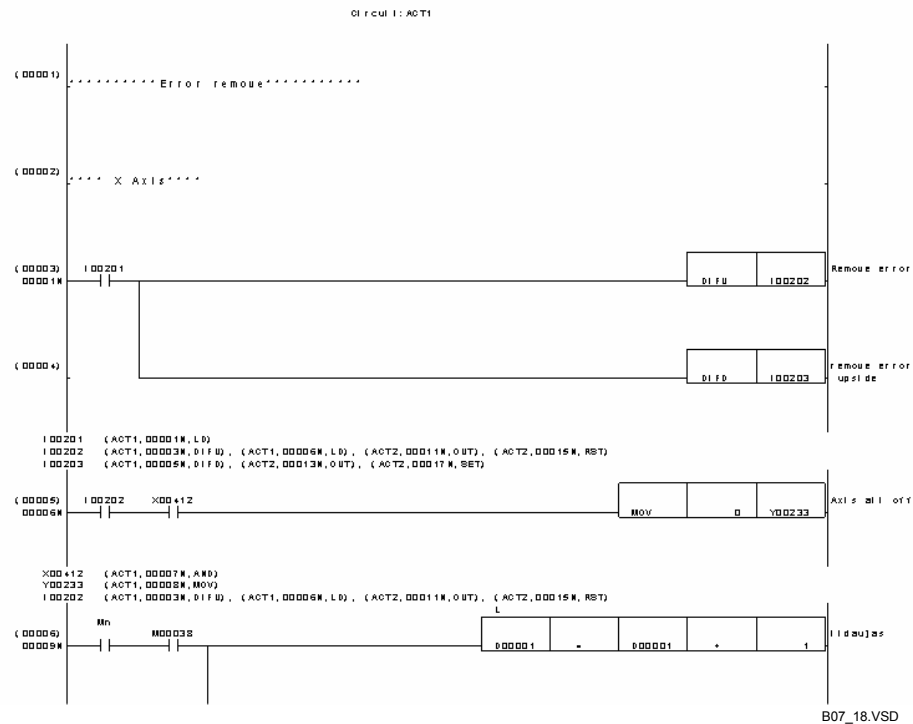 Circuit:ACT1
(00001)
**********Error remoue***********
(00002)
**** X Axis****
(00003) I00201 Remoue error
00001N DIFU I00202
(00004) remoue error
DIFD I00203 upside
I00201 (ACT1,00001N,LD)
I00202 (ACT1,00003N,DIFU), (ACT1,00006N,LD), (ACT2,00011N,OUT), (ACT2,00015N,RST)
I00203 (ACT1,00005N,DIFD), (ACT2,00013N,OUT), (ACT2,00017N,SET)
(00005) I00202 X00412 Axis all off
00006N MOV 0 Y00233
X00412 (ACT1,00007N,AND)
Y00233 (ACT1,00008N,MOV)
I00202 (ACT1,00003N,DIFU), (ACT1,00006N,LD), (ACT2,00011N,OUT), (ACT2,00015N,RST)
L
(00006) Mn M00038
00009N D00001 = D00001 + 1
B07_18.VSD